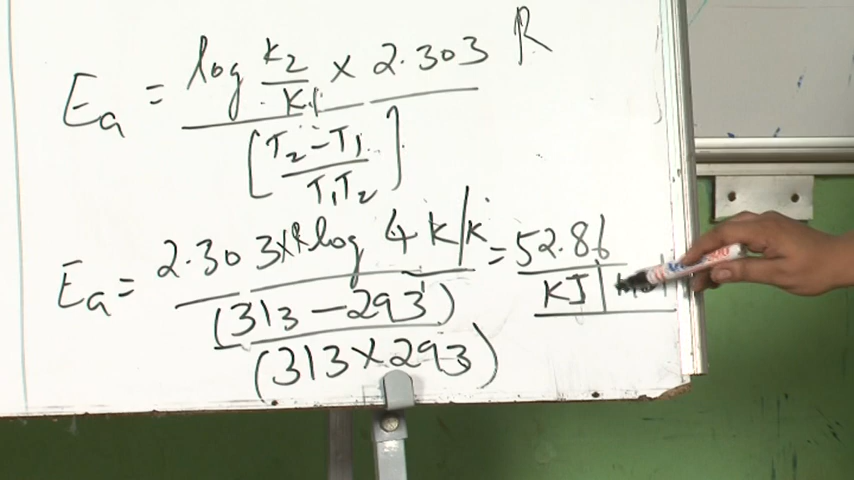 Ea = log K2/K1 × 2.303 R
[T2 – T1 / T1T2]
Ea = 2.303 × R log 4K/K = 52.86
(313 – 293) KJ/mol
(313 × 293)